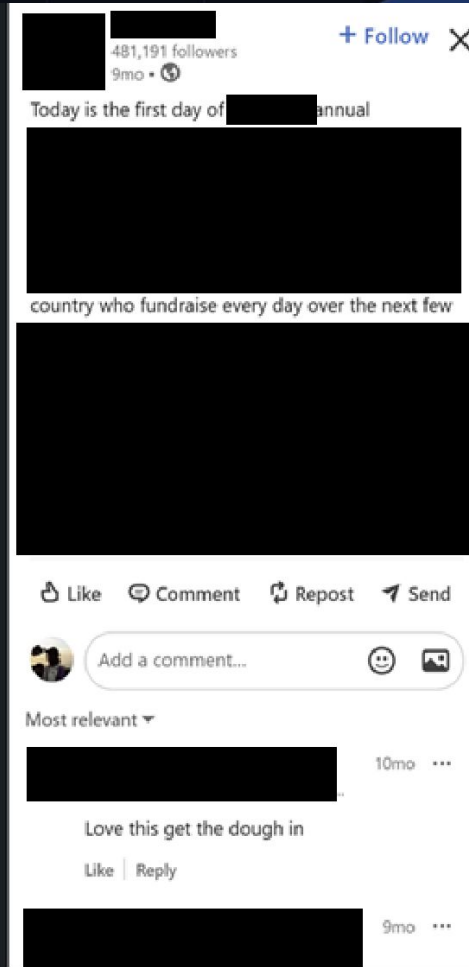 + Follow
481,191 followers
9mo •
Today is the first day of annual
country who fundraise every day over the next few
Like Comment Repost Send
Add a comment...
Most relevant
10mo ...
..
Love this get the dough in
Like Reply
9mo ...